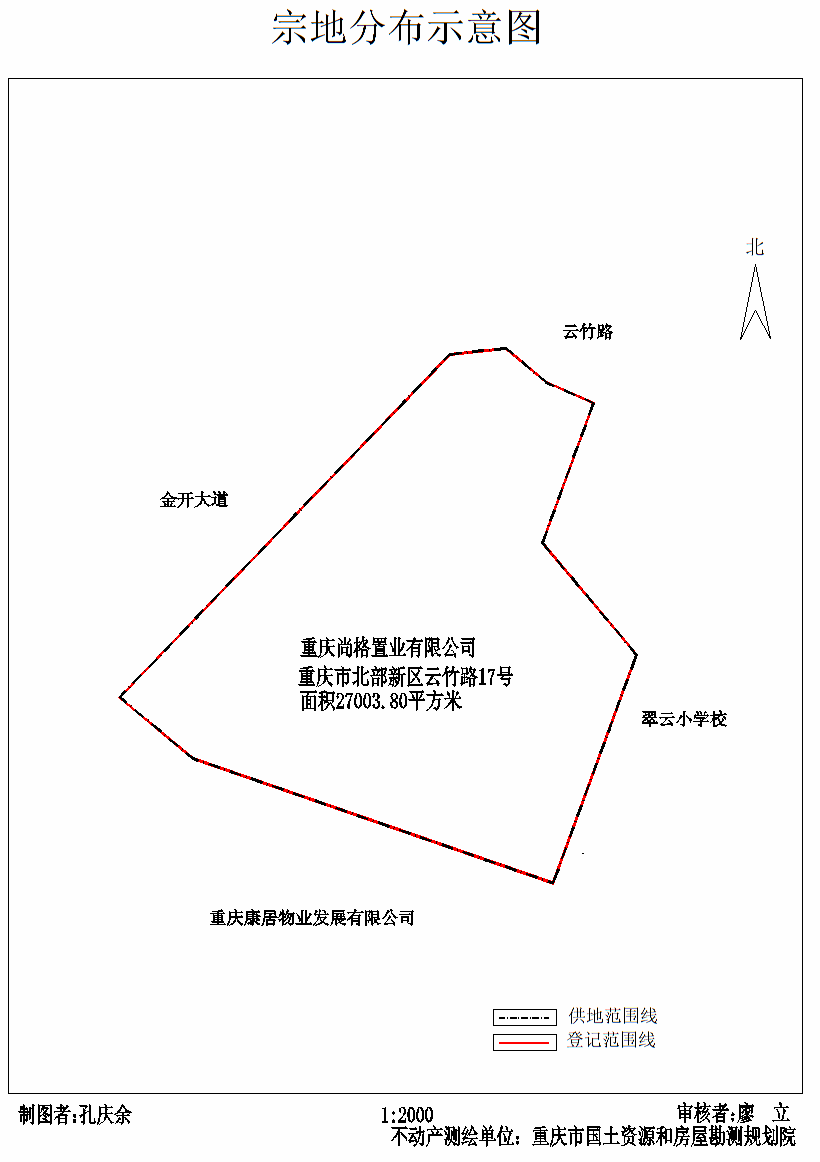 宗地分布示意图
北
云竹路
金开大道
重庆尚格置业有限公司
重庆市北部新区云竹路17号
面积27003.80平方米
翠云小学校
重庆康居物业发展有限公司
供地范围线
登记范围线
制图者:孔庆余
1:2000
审核者:廖 立
不动产测绘单位：重庆市国土资源和房屋勘测规划院